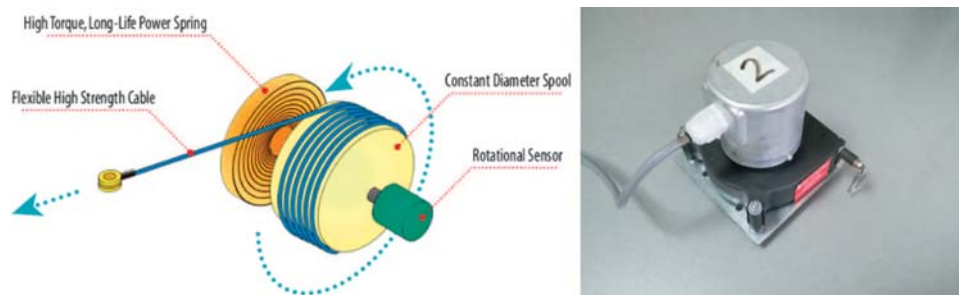 High Torque, Long-Life Power Spring
Flexible High Strength Cable
Constant Diameter Spool
Rotational Sensor
2